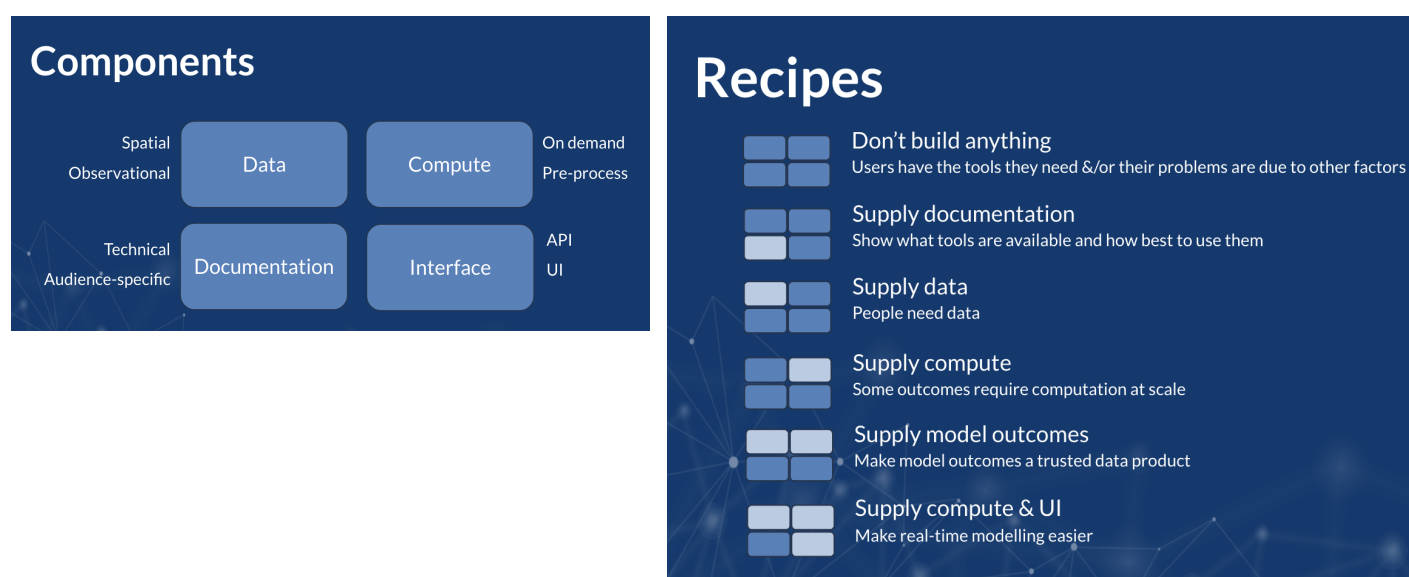 Components
Spatial
Observational
Data
Compute
On demand
Pre-process
Technical
Audience-specific
Documentation
Interface
API
UI
Recipes
Don't build anything
Users have the tools they need &/or their problems are due to other factors
Supply documentation
Show what tools are available and how best to use them
Supply data
People need data
Supply compute
Some outcomes require computation at scale
Supply model outcomes
Make model outcomes a trusted data product
Supply compute & UI
Make real-time modelling easier